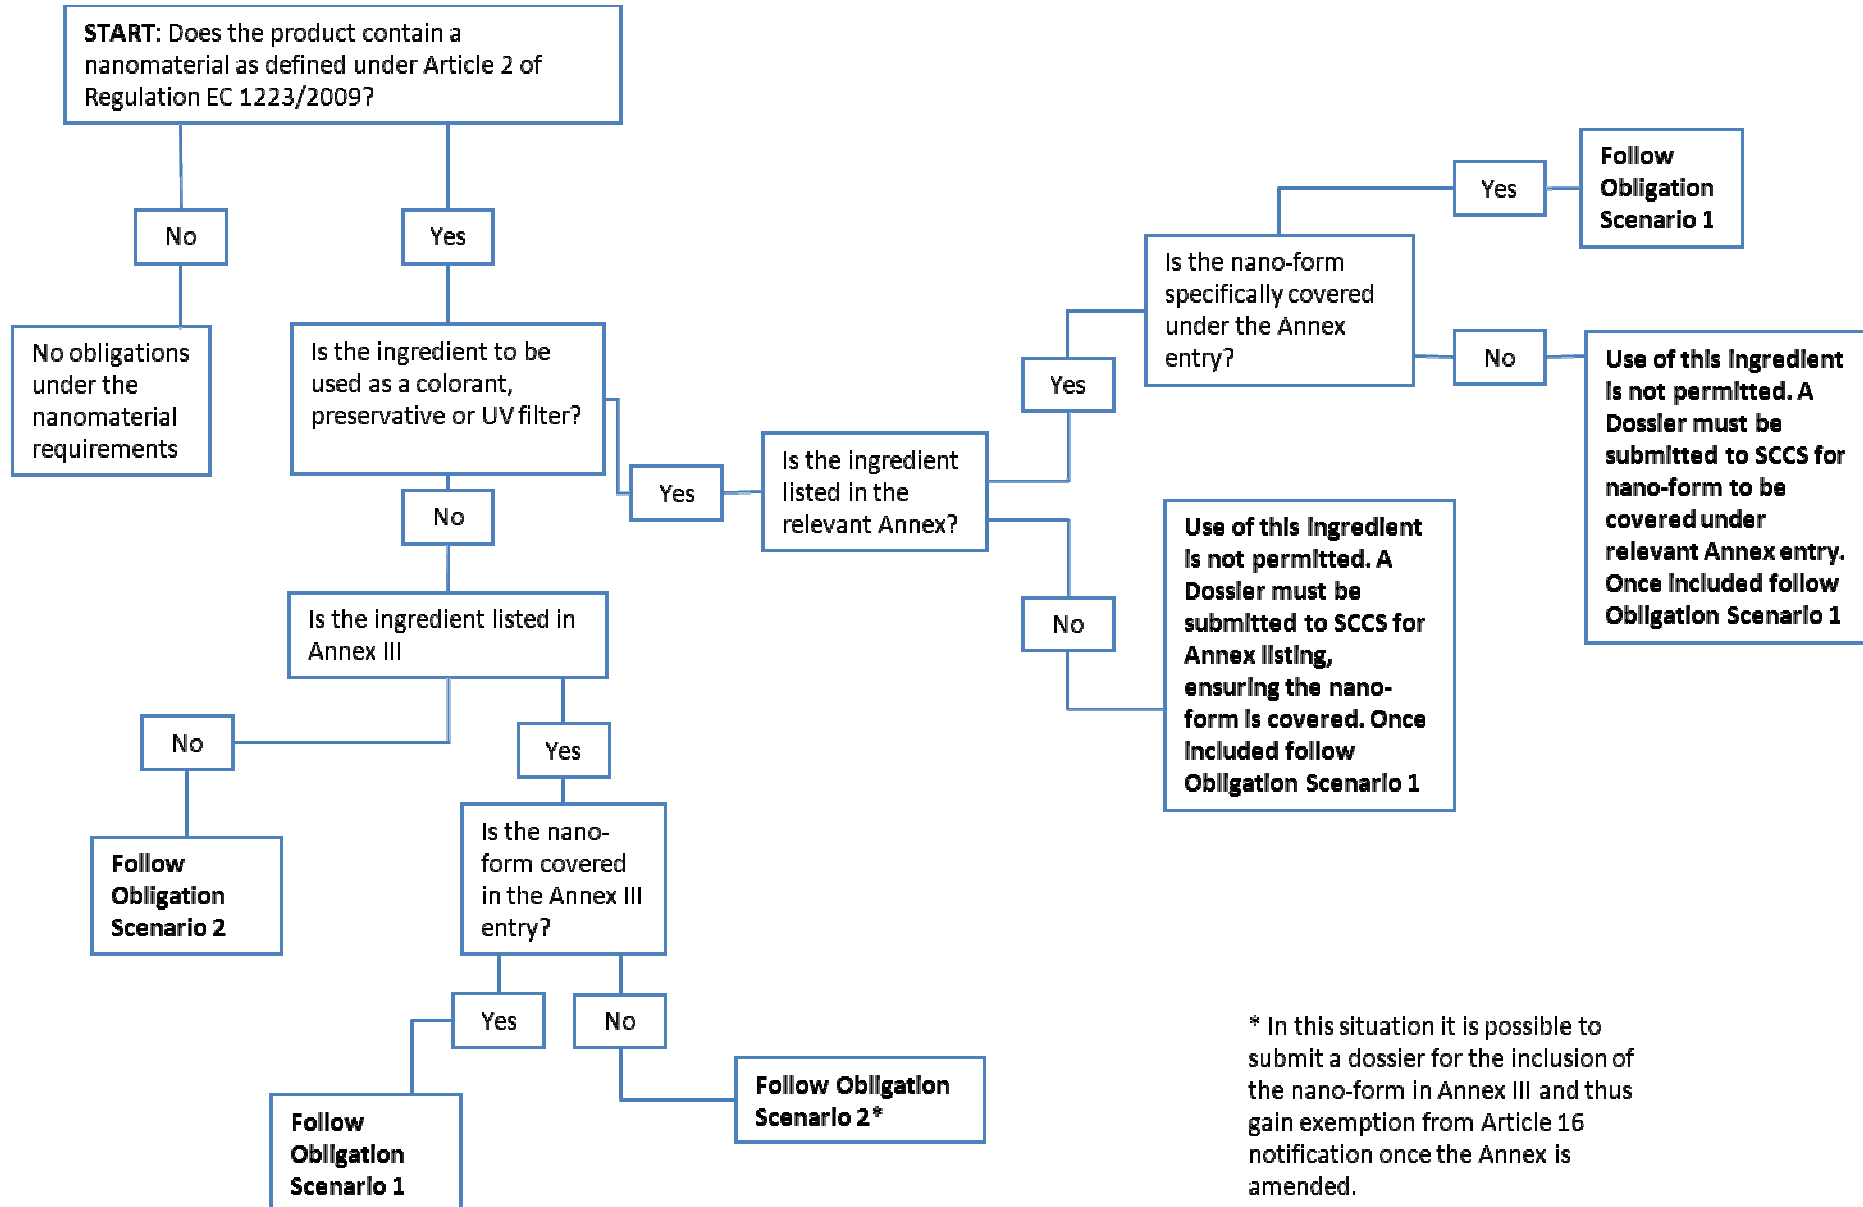 START: Does the product contain a
nanomaterial as defined under Article 2 of
Regulation EC 1223/2009?
No
Yes
No obligations
under the
nanomaterial
requirements
Is the ingredient to be
used as a colorant,
preservative or UV filter?
Yes
Is the ingredient
listed in the
relevant Annex?
Yes
Is the nano-form
specifically covered
under the Annex
entry?
Yes
Follow
Obligation
Scenario 1
No
Use of this ingredient
is not permitted. A
Dossier must be
submitted to SCCS for
nano-form to be
covered under
relevant Annex entry.
Once included follow
Obligation Scenario 1
No
Use of this ingredient
is not permitted. A
Dossier must be
submitted to SCCS for
Annex listing,
ensuring the nano-
form is covered. Once
included follow
Obligation Scenario 1
No
Is the ingredient listed in
Annex III
No
Follow
Obligation
Scenario 2
Yes
Is the nano-
form covered
in the Annex III
entry?
Yes
Follow
Obligation
Scenario 1
No
Follow Obligation
Scenario 2*
* In this situation it is possible to
submit a dossier for the inclusion of
the nano-form in Annex III and thus
gain exemption from Article 16
notification once the Annex is
amended.